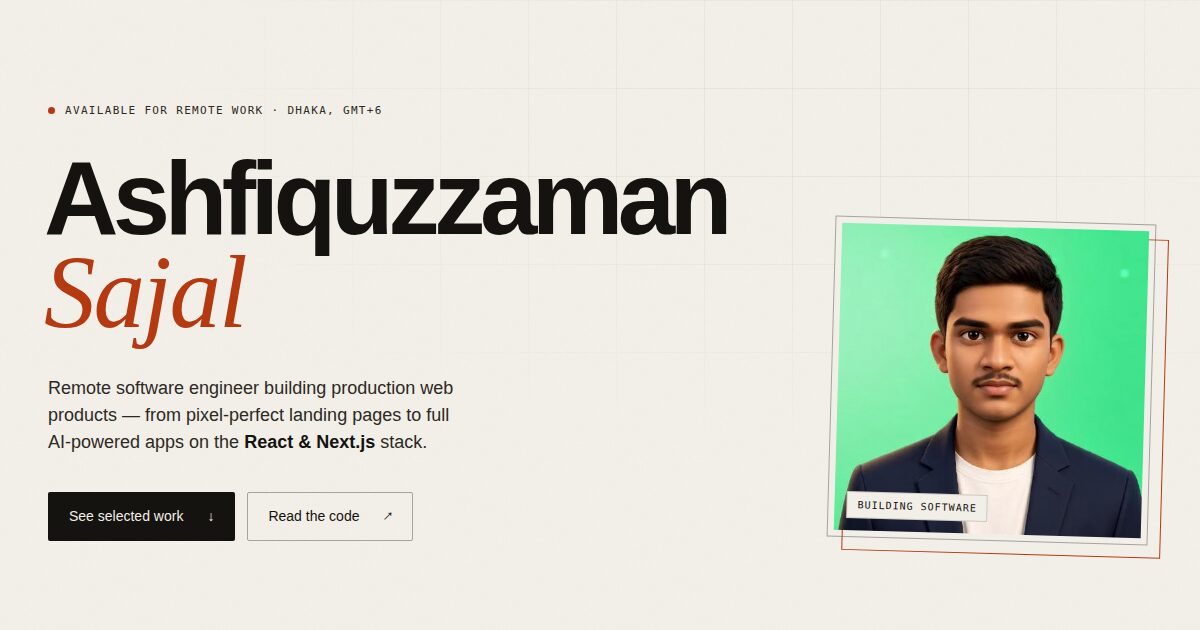 AVAILABLE FOR REMOTE WORK · DHAKA, GMT+6
Ashfiquzzaman
Sajal
Remote software engineer building production web
products — from pixel-perfect landing pages to full
AI-powered apps on the React & Next.js stack.
See selected work ↓
Read the code ↗
BUILDING SOFTWARE